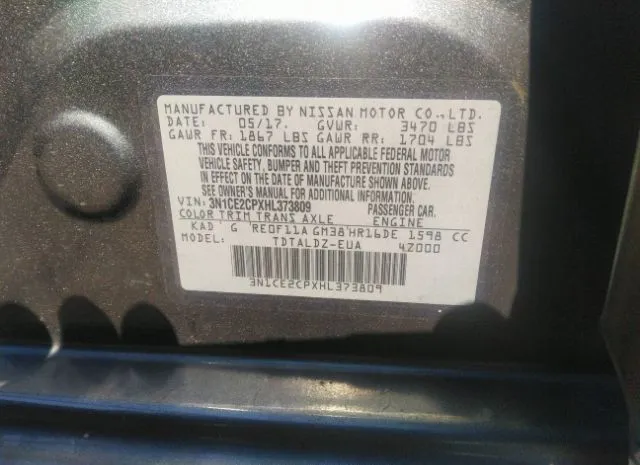 MANUFACTURED BY NISSAN MOTOR CO., LTD.
DATE: 05/17. GVWR: 3470 LBS
GAWR FR: 1867 LBS GAWR RR: 1704 LBS
THIS VEHICLE CONFORMS TO ALL APPLICABLE FEDERAL MOTOR
VEHICLE SAFETY, BUMPER AND THEFT PREVENTION STANDARDS
IN EFFECT ON THE DATE OF MANUFACTURE SHOWN ABOVE.
SEE OWNER'S MANUAL FOR ADDITIONAL INFORMATION.
VIN: 3N1CE2CPXHL373809 PASSENGER CAR.
COLOR TRIM TRANS AXLE ENGINE
KAD G RE0F11A GM38 HR16DE 1598 CC
MODEL: TDTALDZ-EUA 4Z000
3N1CE2CPXHL373809